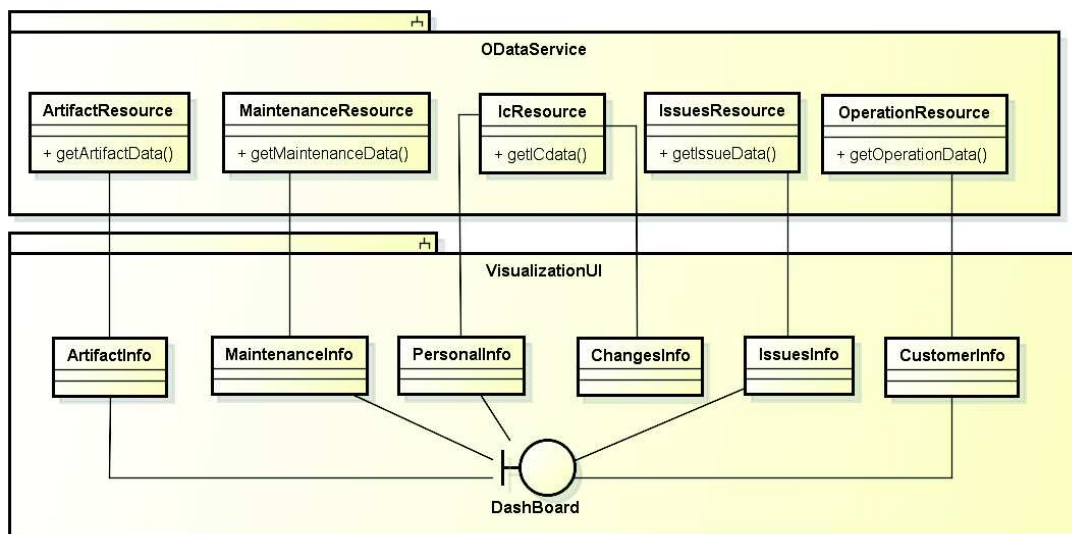 ODataService
ArtifactResource
+ getArtifactData()
MaintenanceResource
+ getMaintenanceData()
IcResource
+ getICdata()
IssuesResource
+ getIssueData()
OperationResource
+ getOperationData()
VisualizationUI
ArtifactInfo
MaintenanceInfo
PersonalInfo
ChangesInfo
IssuesInfo
CustomerInfo
DashBoard